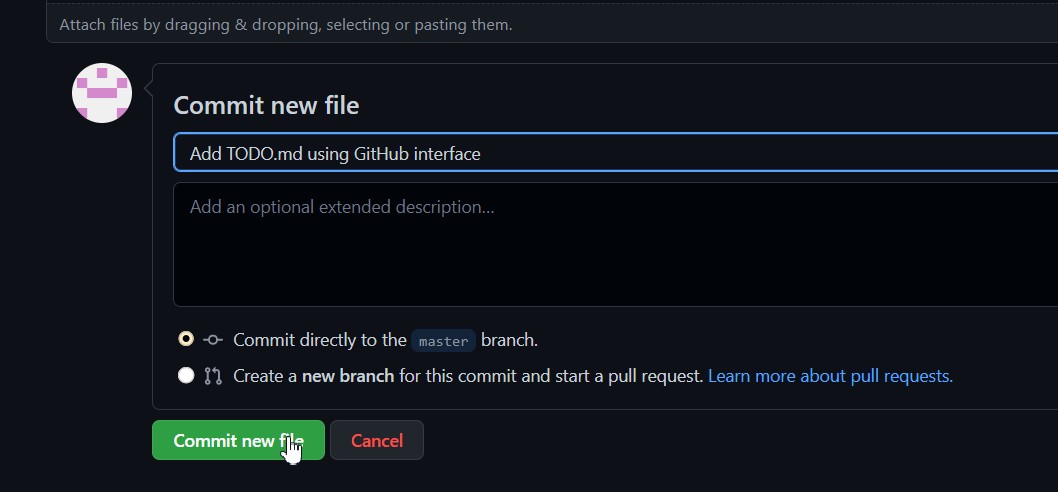 Attach files by dragging & dropping, selecting or pasting them.
Commit new file
Add TODO.md using GitHub interface
Add an optional extended description...
Commit directly to the master branch.
Create a new branch for this commit and start a pull request. Learn more about pull requests.
Commit new file Cancel